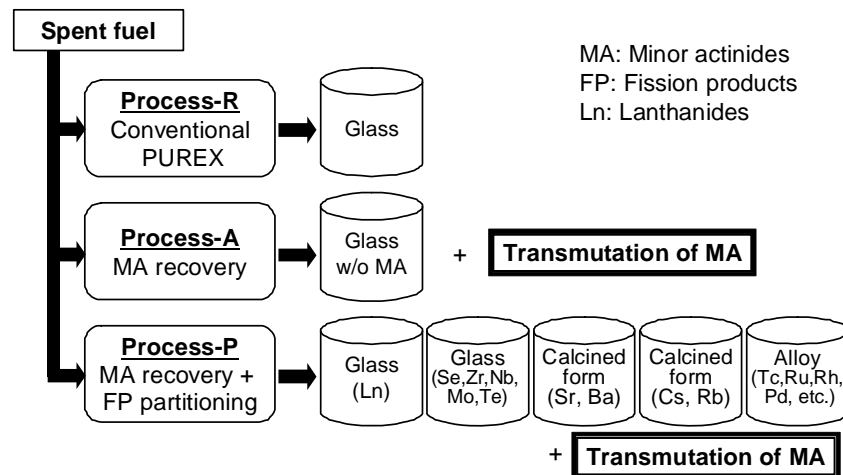 Spent fuel
MA: Minor actinides
FP: Fission products
Ln: Lanthanides
Process-R
Conventional
PUREX
Glass
Process-A
MA recovery
Glass
w/o MA
+
Transmutation of MA
Process-P
MA recovery +
FP partitioning
Glass
(Ln)
Glass
(Se,Zr,Nb,
Mo,Te)
Calcined
form
(Sr, Ba)
Calcined
form
(Cs, Rb)
Alloy
(Tc,Ru,Rh,
Pd, etc.)
+
Transmutation of MA